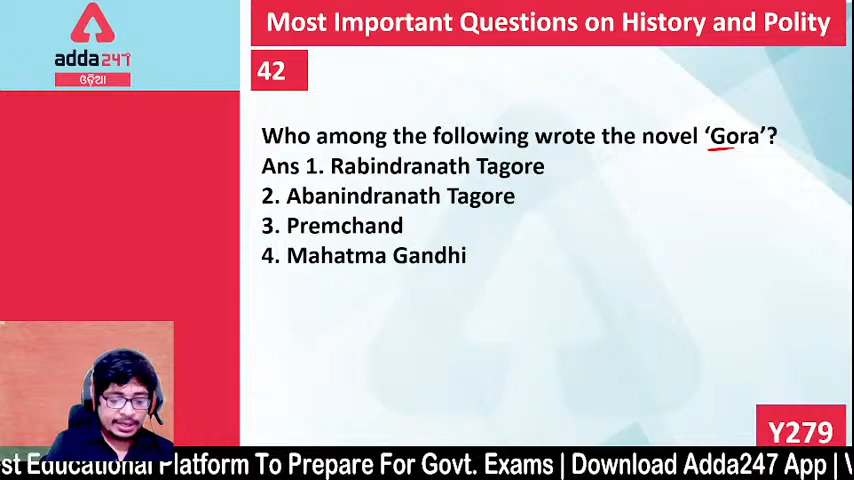 Most Important Questions on History and Polity
adda247
ଓଡ଼ିଆ
42
Who among the following wrote the novel ‘Gora’?
Ans 1. Rabindranath Tagore
2. Abanindranath Tagore
3. Premchand
4. Mahatma Gandhi
Y279
st Educational Platform To Prepare For Govt. Exams | Download Adda247 App |